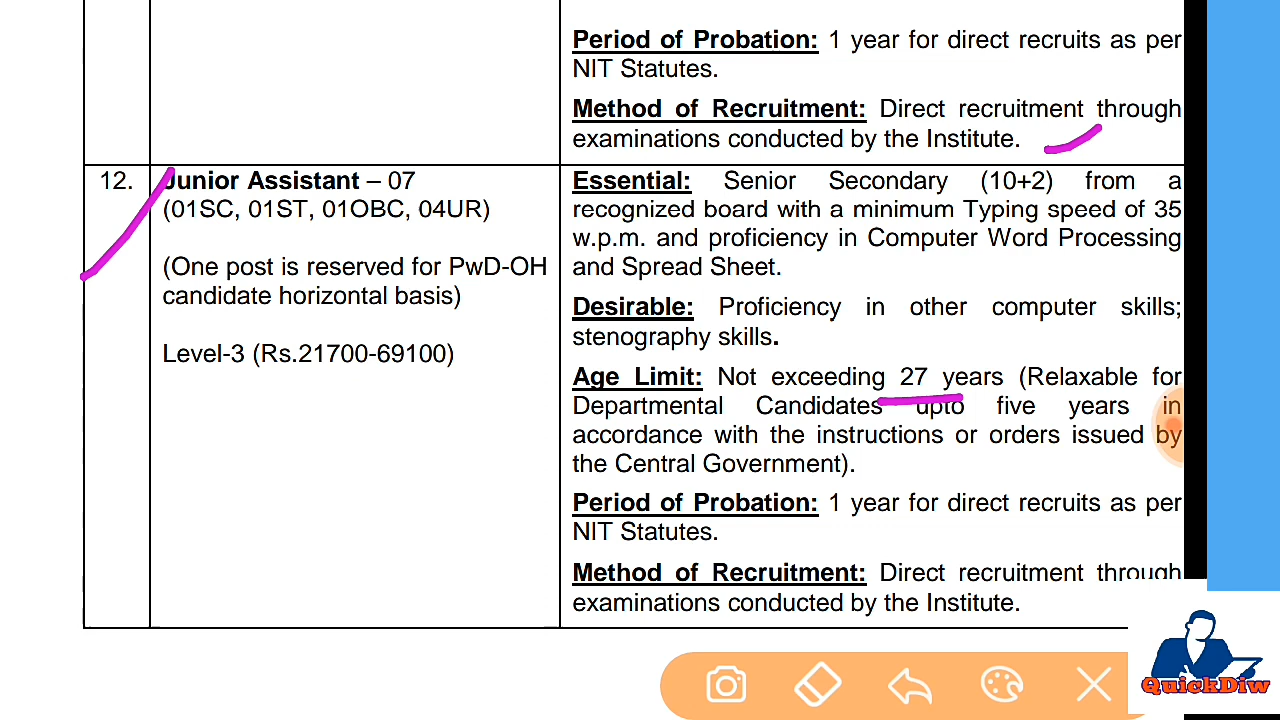 Period of Probation: 1 year for direct recruits as per
NIT Statutes.
Method of Recruitment: Direct recruitment through
examinations conducted by the Institute.
12.
Junior Assistant – 07
(01SC, 01ST, 01OBC, 04UR)
(One post is reserved for PwD-OH
candidate horizontal basis)
Level-3 (Rs.21700-69100)
Essential: Senior Secondary (10+2) from a
recognized board with a minimum Typing speed of 35
w.p.m. and proficiency in Computer Word Processing
and Spread Sheet.
Desirable: Proficiency in other computer skills;
stenography skills.
Age Limit: Not exceeding 27 years (Relaxable for
Departmental Candidates upto five years in
accordance with the instructions or orders issued by
the Central Government).
Period of Probation: 1 year for direct recruits as per
NIT Statutes.
Method of Recruitment: Direct recruitment through
examinations conducted by the Institute.
QuickDiw